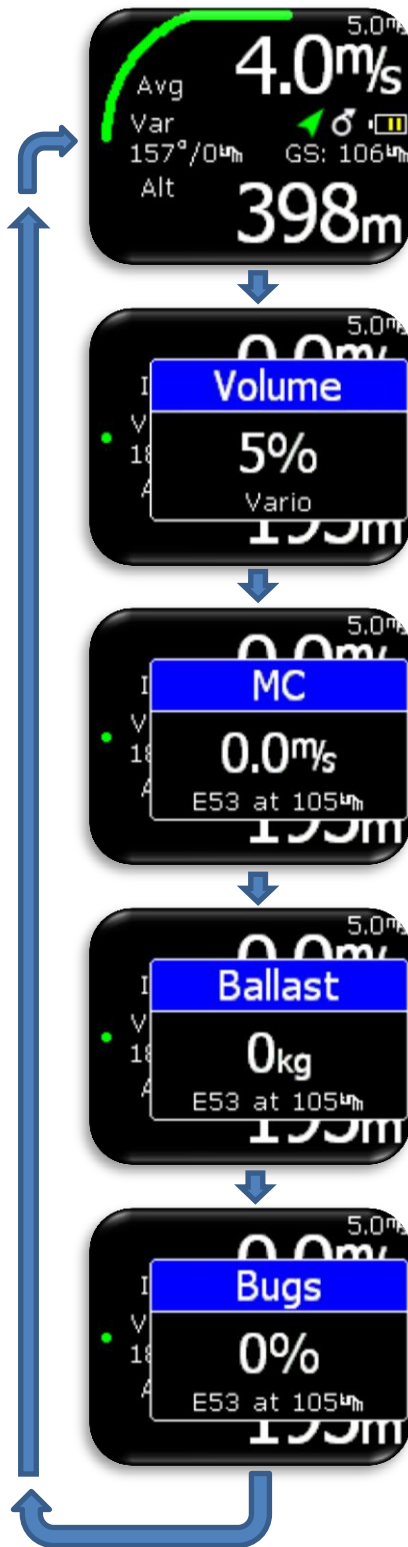 5.0m/s
4.0m/s
Avg
Var
157°/0km/h GS: 106km/h
Alt
398m
5.0m/s
Volume
5%
Vario
5.0m/s
MC
0.0m/s
E53 at 105km/h
5.0m/s
Ballast
0kg
E53 at 105km/h
5.0m/s
Bugs
0%
E53 at 105km/h